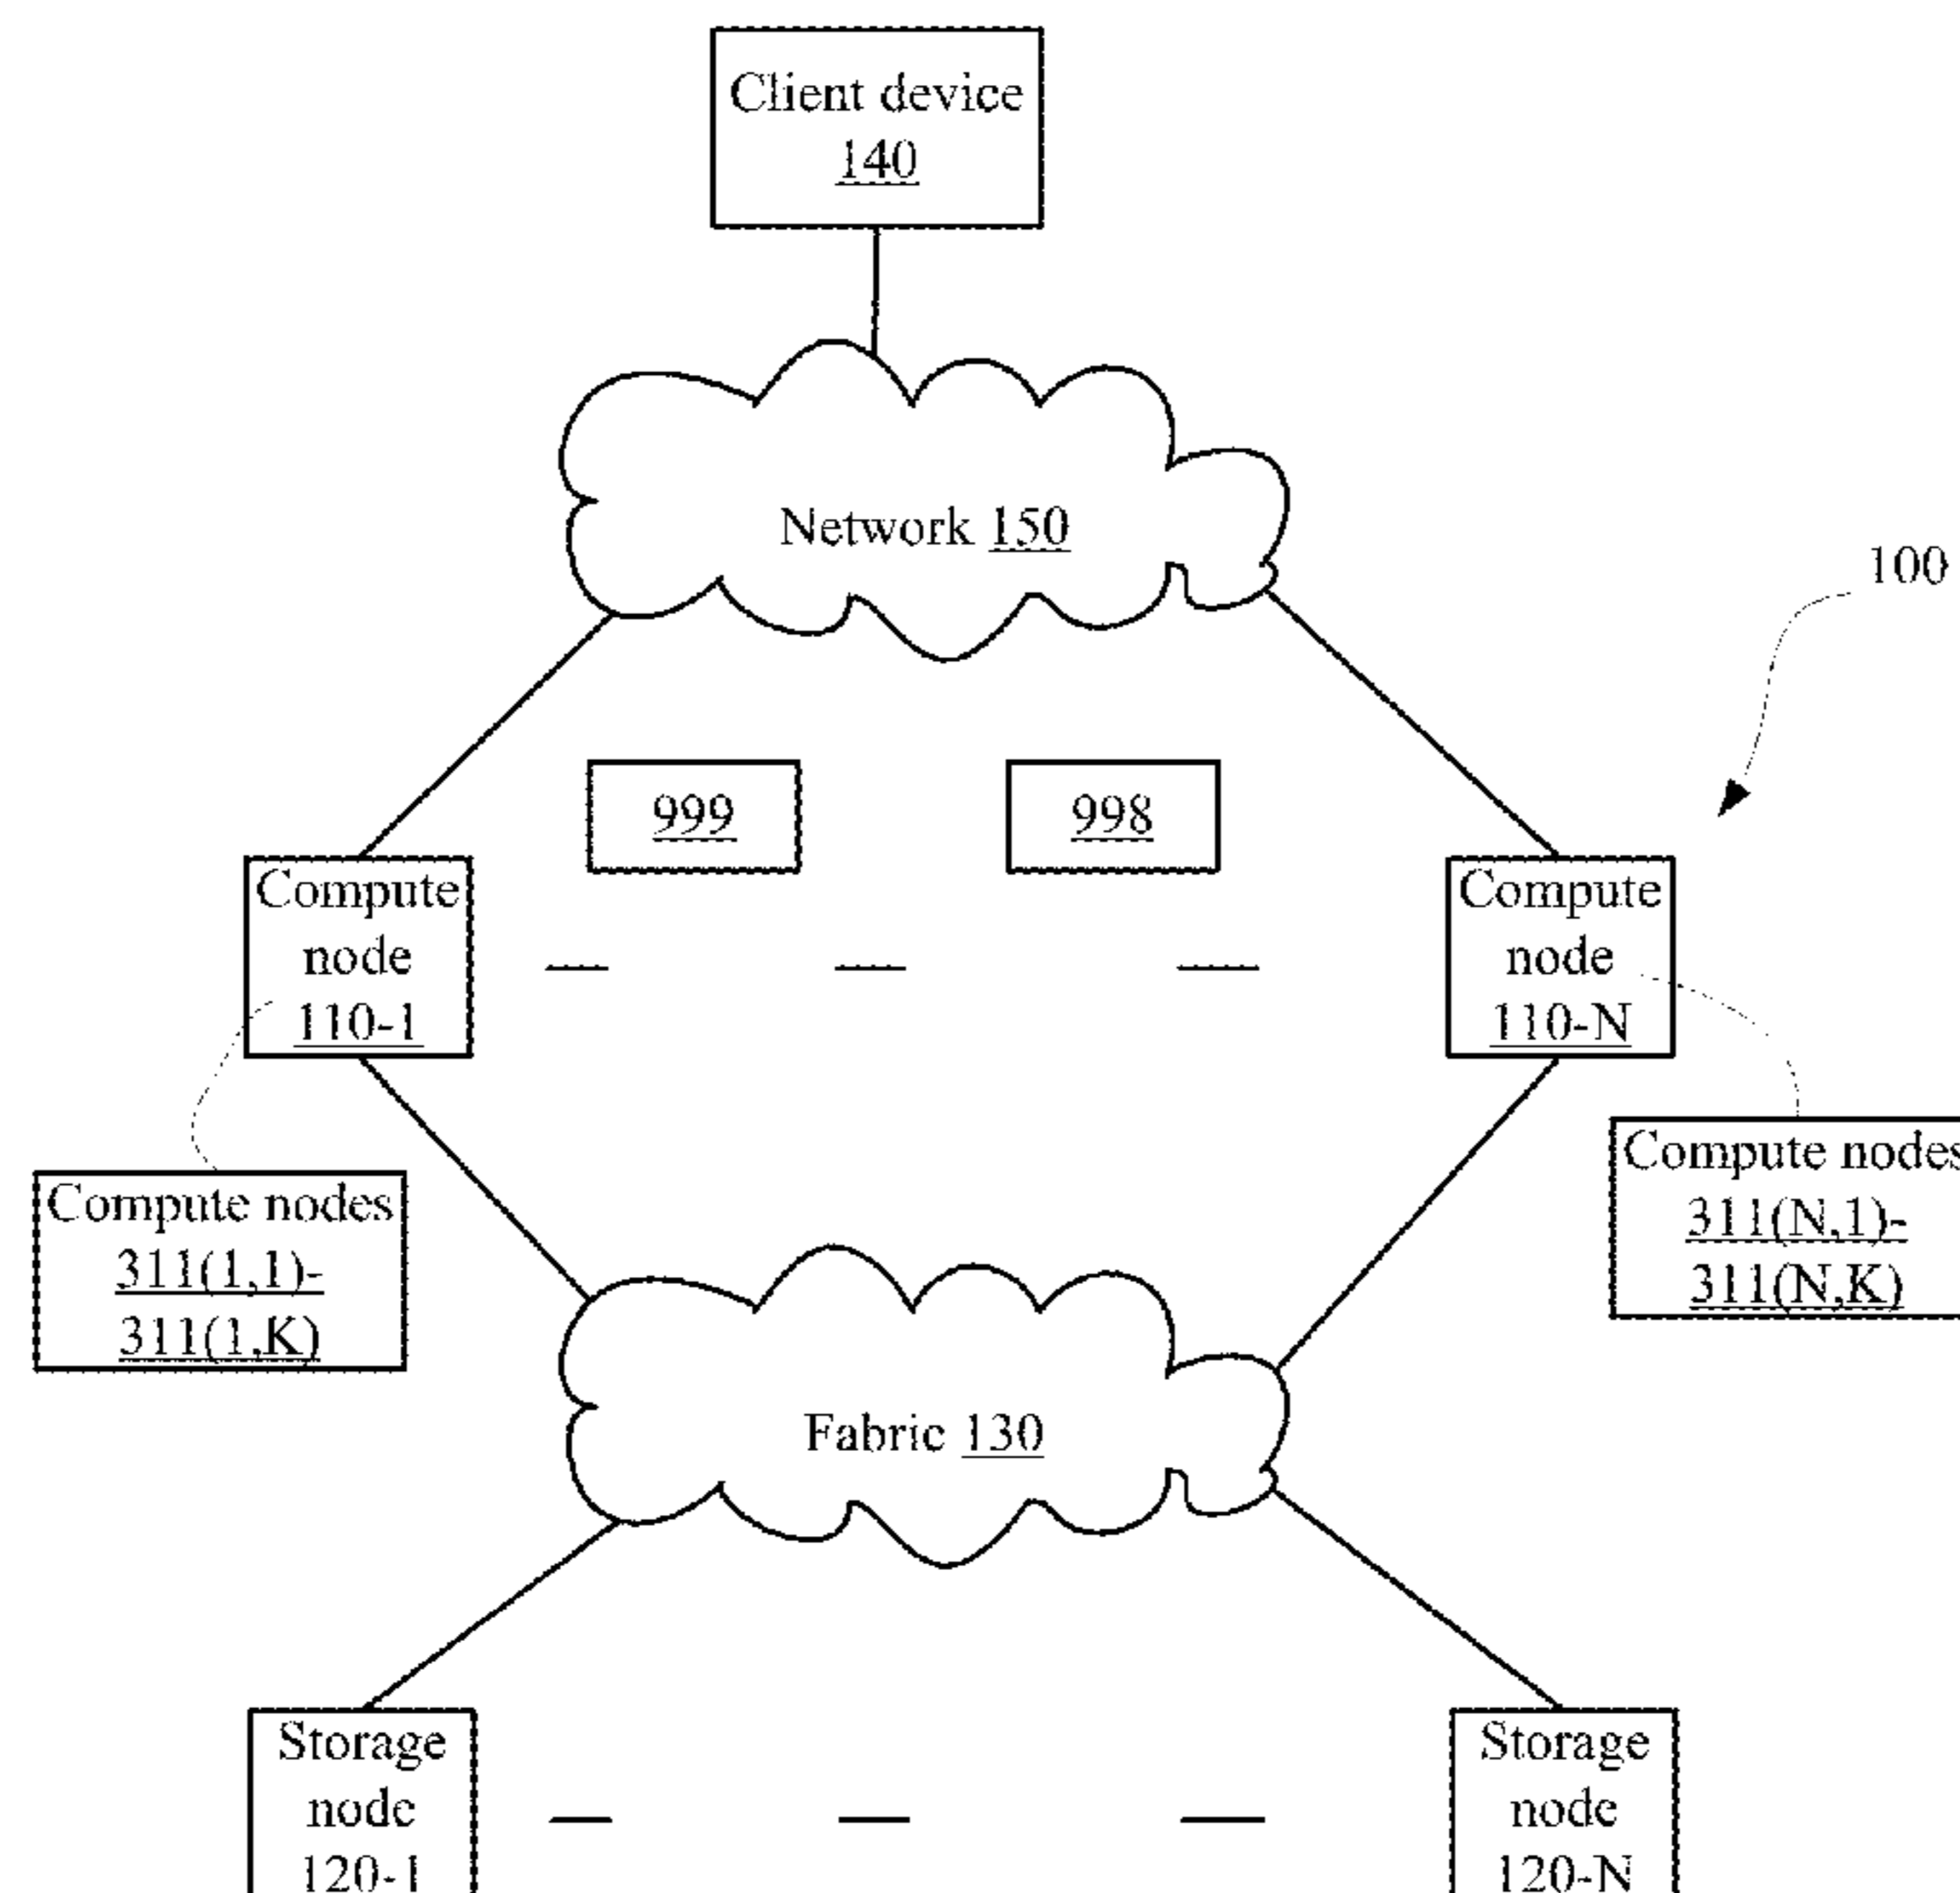 Client device
140
Network 150
100
999
998
Compute
node
110-1
Compute
node
110-N
Compute nodes
311(1,1)-
311(1,K)
Compute nodes
311(N,1)-
311(N,K)
Fabric 130
Storage
node
120-1
Storage
node
120-N